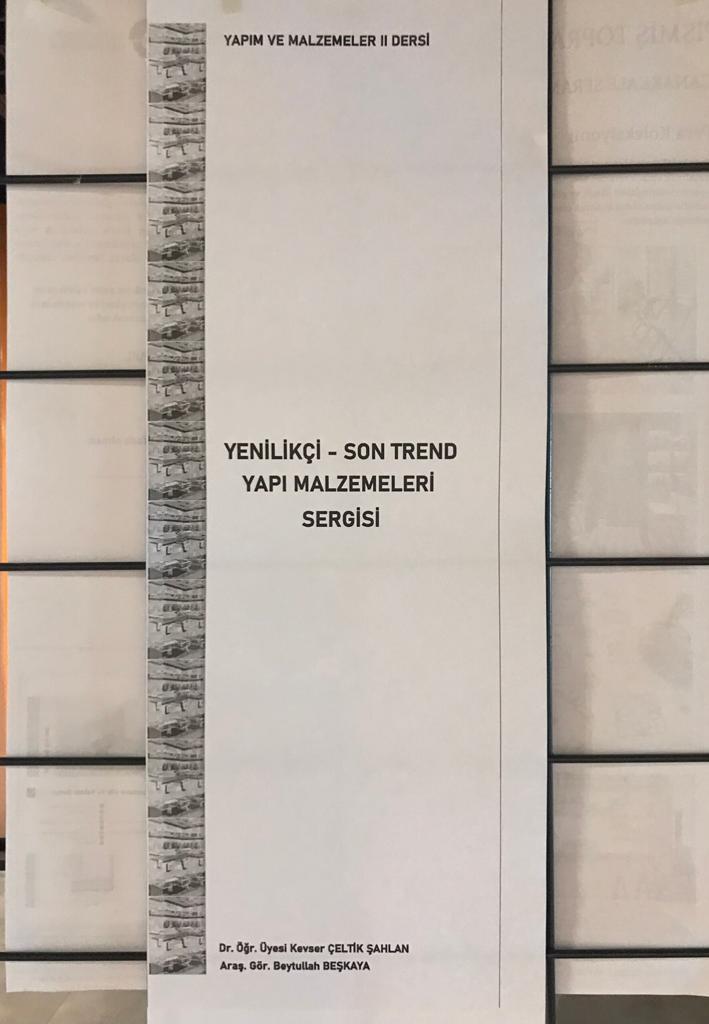 YAPIM VE MALZEMELER II DERSİ
YENİLİKÇİ - SON TREND
YAPI MALZEMELERİ
SERGİSİ
Dr. Öğr. Üyesi Kevser ÇELTİK ŞAHLAN
Araş. Gör. Beytullah BEŞKAYA